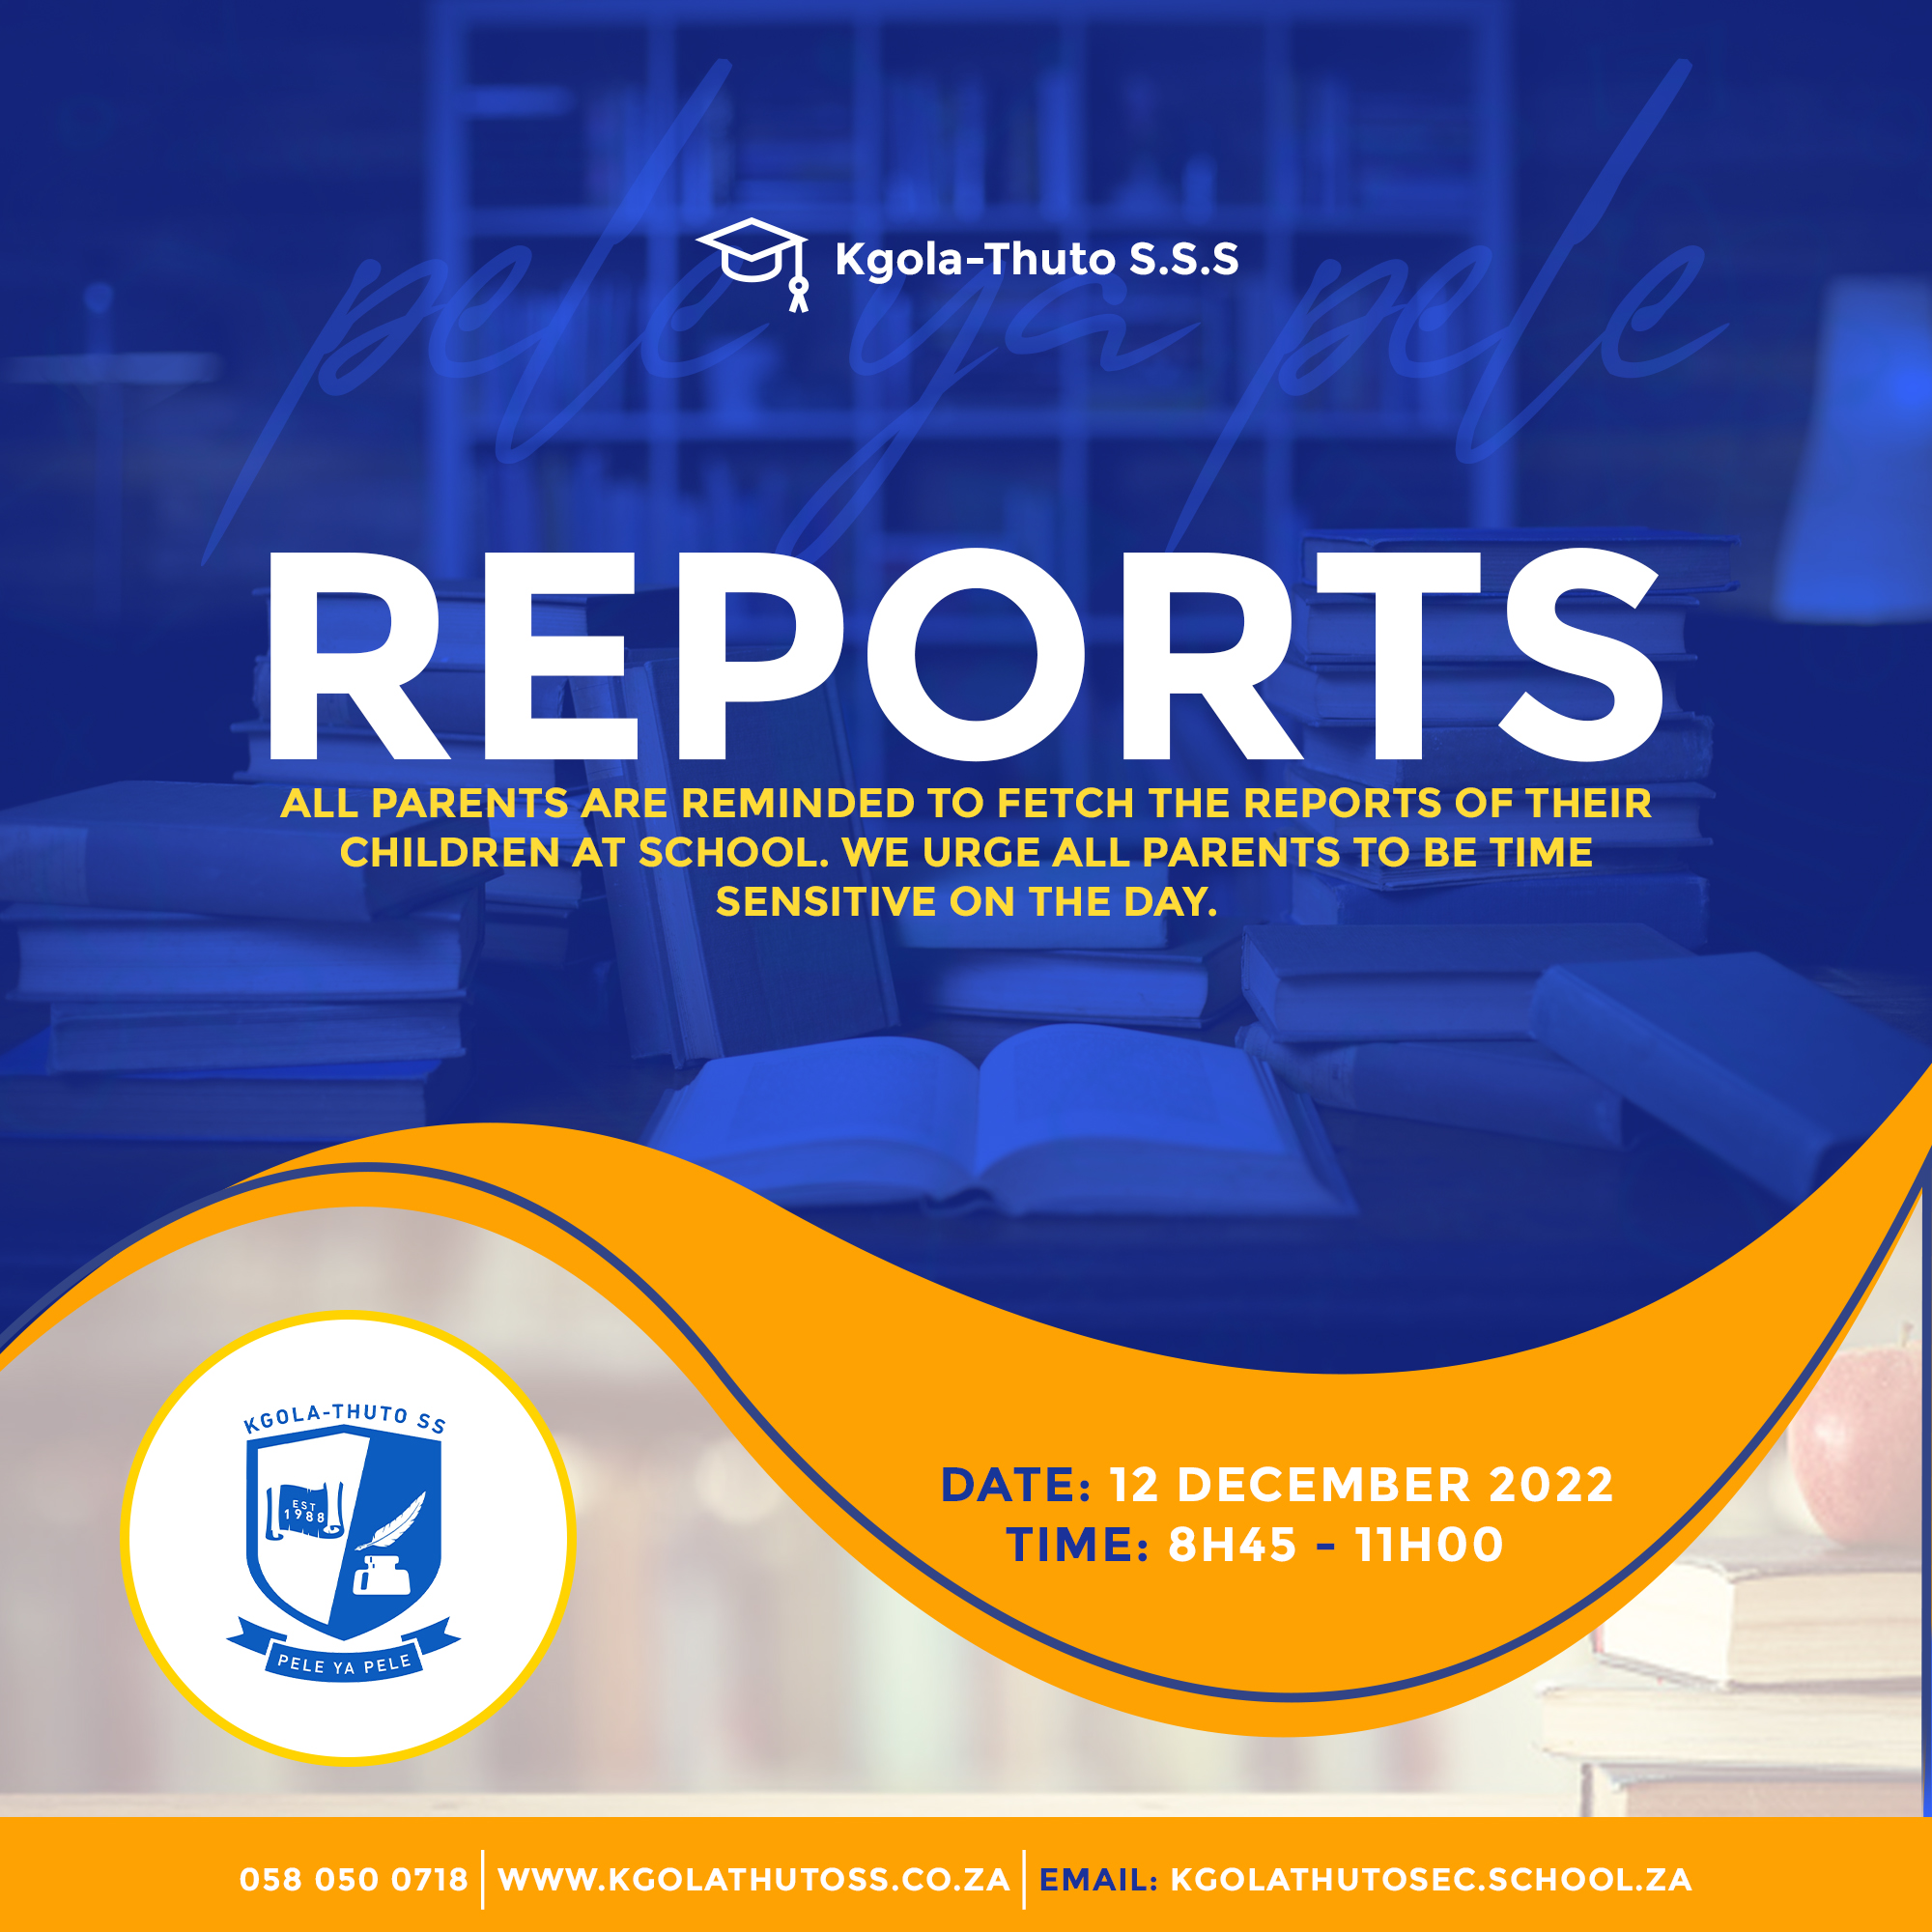 pele ya pele
Kgola-Thuto S.S.S
REPORTS
ALL PARENTS ARE REMINDED TO FETCH THE REPORTS OF THEIR
CHILDREN AT SCHOOL. WE URGE ALL PARENTS TO BE TIME
SENSITIVE ON THE DAY.
KGOLA-THUTO SS
EST
1988
PELE YA PELE
DATE: 12 DECEMBER 2022
TIME: 8H45 - 11H00
058 050 0718 | WWW.KGOLATHUTOSS.CO.ZA | EMAIL: KGOLATHUTOSEC.SCHOOL.ZA